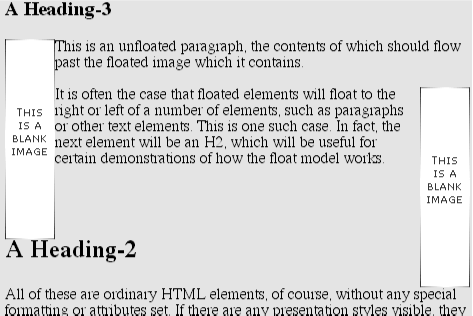 A Heading-3
This is an unfloated paragraph, the contents of which should flow
past the floated image which it contains.
THIS
IS A
BLANK
IMAGE
It is often the case that floated elements will float to the
right or left of a number of elements, such as paragraphs
or other text elements. This is one such case. In fact, the
next element will be an H2, which will be useful for
certain demonstrations of how the float model works.
THIS
IS A
BLANK
IMAGE
A Heading-2
All of these are ordinary HTML elements, of course, without any special
formatting or attributes set. If there are any presentation styles visible, they